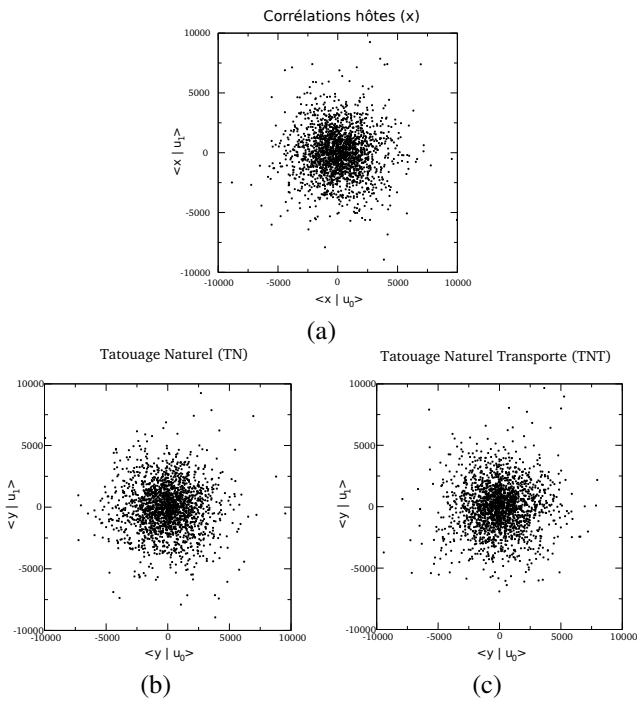 Corrélations hôtes (x)
10000
5000
0
-5000
-10000
-10000 -5000 0 5000 10000
<x | u0>
<x | u1>
(a)
Tatouage Naturel (TN)
10000
5000
0
-5000
-10000
-10000 -5000 0 5000 10000
<y | u0>
<y | u1>
(b)
Tatouage Naturel Transporte (TNT)
10000
5000
0
-5000
-10000
-10000 -5000 0 5000 10000
<y | u0>
<y | u1>
(c)